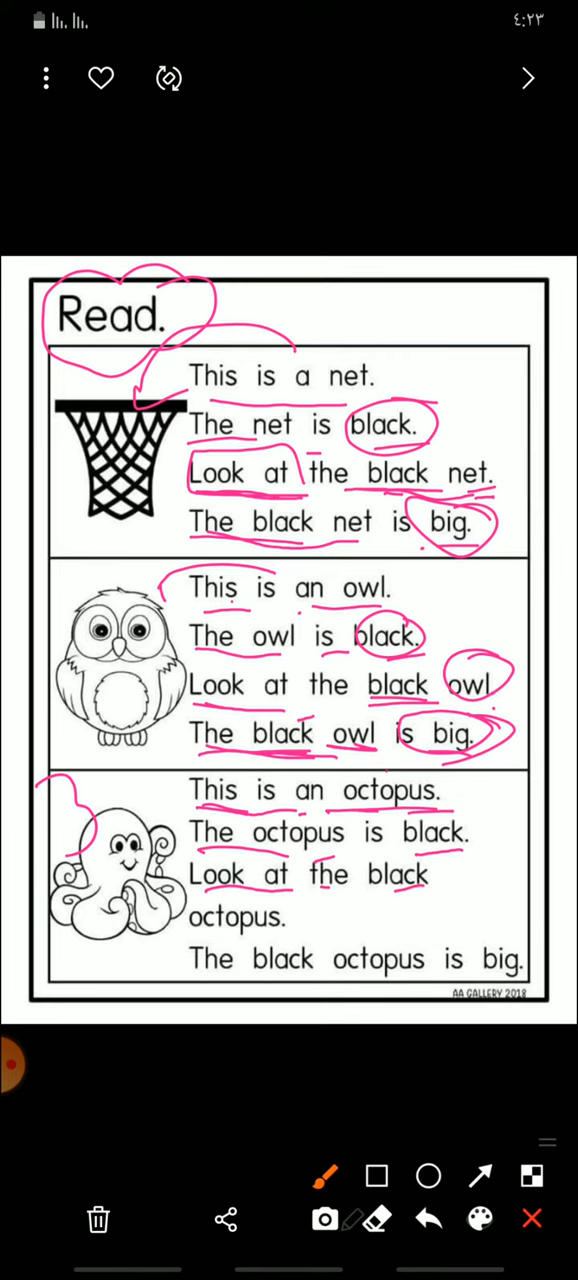 ٤:٢٣
Read.
This is a net.
The net is black.
Look at the black net.
The black net is big.
This is an owl.
The owl is black.
Look at the black owl
The black owl is big.
This is an octopus.
The octopus is black.
Look at the black
octopus.
The black octopus is big.
AA GALLERY 2018